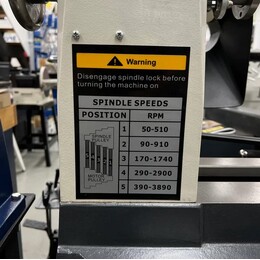 Warning
Disengage spindle lock before
turning the machine on
SPINDLE SPEEDS
POSITION RPM
SPINDLE
PULLEY
1 50-510
2 90-910
3 170-1740
4 290-2900
5 390-3890
MOTOR
PULLEY